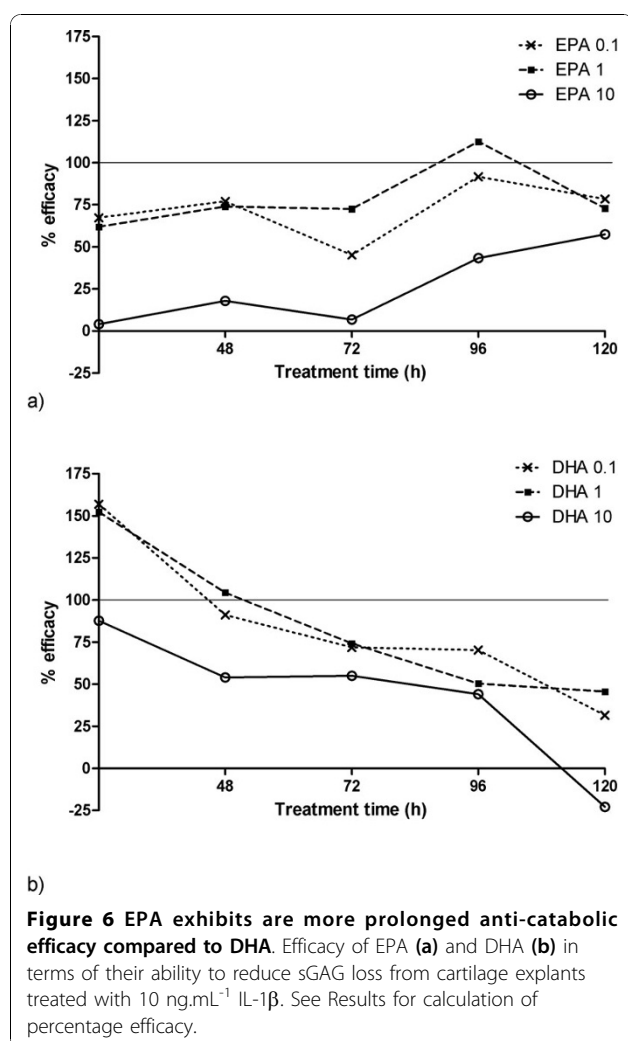 175
150
125
100
75
50
25
0
-25
% efficacy
EPA 0.1
EPA 1
EPA 10
48
72
96
120
Treatment time (h)
a)
175
150
125
100
75
50
25
0
-25
% efficacy
DHA 0.1
DHA 1
DHA 10
48
72
96
120
Treatment time (h)
b)
Figure 6 EPA exhibits are more prolonged anti-catabolic
efficacy compared to DHA. Efficacy of EPA (a) and DHA (b) in
terms of their ability to reduce sGAG loss from cartilage explants
treated with 10 ng.mL⁻¹ IL-1β. See Results for calculation of
percentage efficacy.